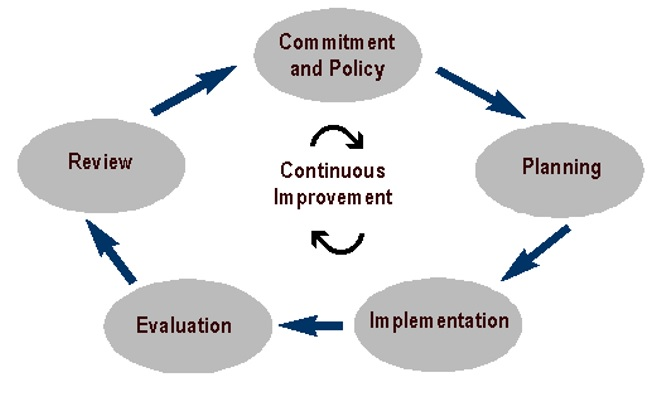 Commitment
and Policy
Review
Planning
Continuous
Improvement
Evaluation
Implementation